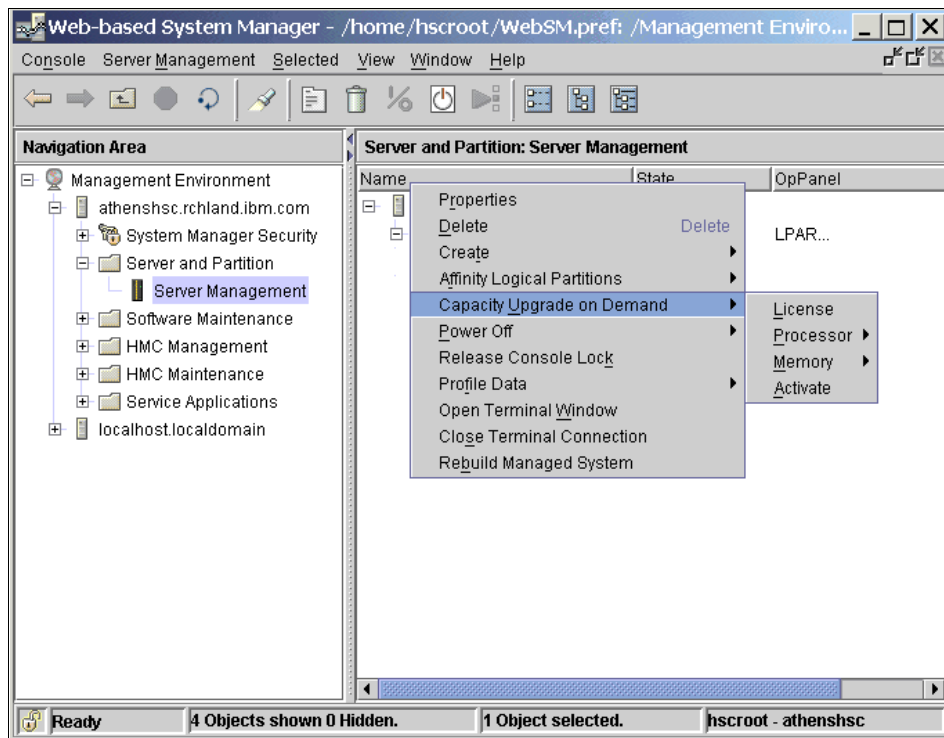 Web-based System Manager - /home/hscroot/WebSM.pref: /Management Enviro...
Console Server Management Selected View Window Help
Navigation Area
Management Environment
athenshsc.rchland.ibm.com
System Manager Security
Server and Partition
Server Management
Software Maintenance
HMC Management
HMC Maintenance
Service Applications
localhost.localdomain
Server and Partition: Server Management
Name State OpPanel
LPAR...
Properties
Delete Delete
Create
Affinity Logical Partitions
Capacity Upgrade on Demand
Power Off
Release Console Lock
Profile Data
Open Terminal Window
Close Terminal Connection
Rebuild Managed System
License
Processor
Memory
Activate
Ready 4 Objects shown 0 Hidden. 1 Object selected. hscroot - athenshsc